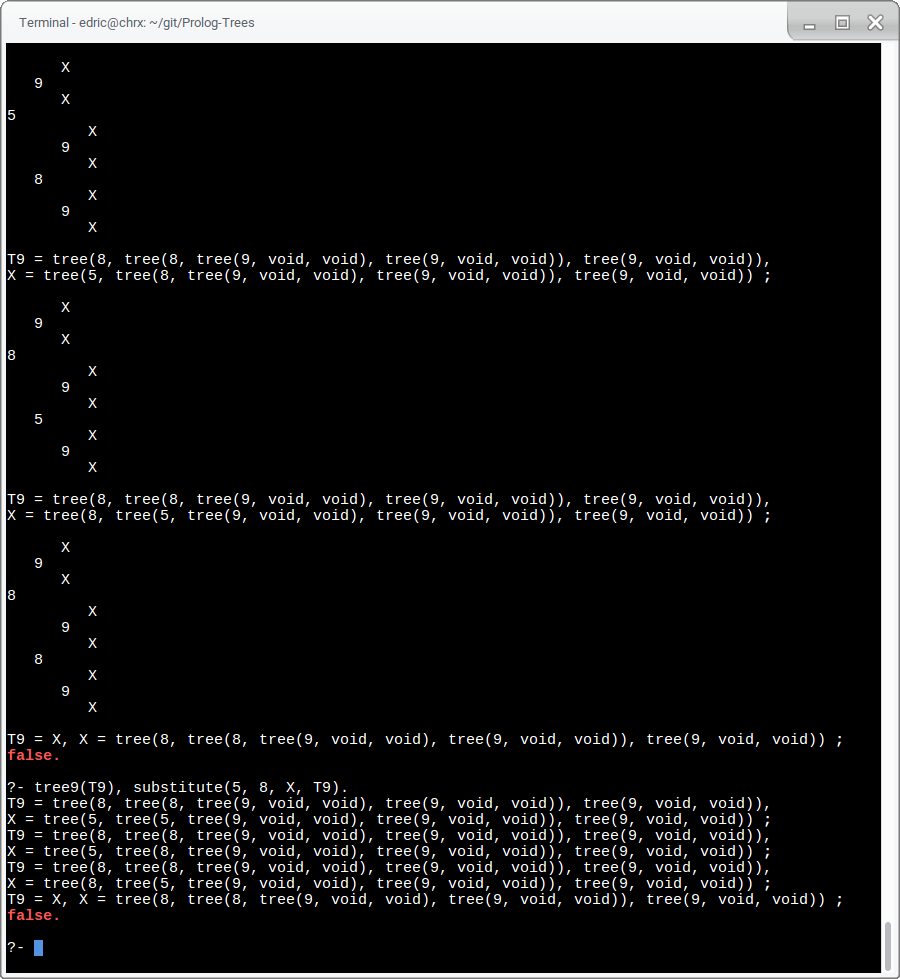 Terminal - edric@chrx: ~/git/Prolog-Trees
X
9
X
5
X
9
X
8
X
9
X
T9 = tree(8, tree(8, tree(9, void, void), tree(9, void, void)), tree(9, void, void)),
X = tree(5, tree(8, tree(9, void, void), tree(9, void, void)), tree(9, void, void)) ;
X
9
X
8
X
9
X
5
X
9
X
T9 = tree(8, tree(8, tree(9, void, void), tree(9, void, void)), tree(9, void, void)),
X = tree(8, tree(5, tree(9, void, void), tree(9, void, void)), tree(9, void, void)) ;
X
9
X
8
X
9
X
8
X
9
X
T9 = X, X = tree(8, tree(8, tree(9, void, void), tree(9, void, void)), tree(9, void, void)) ;
false.
?- tree9(T9), substitute(5, 8, X, T9).
T9 = tree(8, tree(8, tree(9, void, void), tree(9, void, void)), tree(9, void, void)),
X = tree(5, tree(5, tree(9, void, void), tree(9, void, void)), tree(9, void, void)) ;
T9 = tree(8, tree(8, tree(9, void, void), tree(9, void, void)), tree(9, void, void)),
X = tree(5, tree(8, tree(9, void, void), tree(9, void, void)), tree(9, void, void)) ;
T9 = tree(8, tree(8, tree(9, void, void), tree(9, void, void)), tree(9, void, void)),
X = tree(8, tree(5, tree(9, void, void), tree(9, void, void)), tree(9, void, void)) ;
T9 = X, X = tree(8, tree(8, tree(9, void, void), tree(9, void, void)), tree(9, void, void)) ;
false.
?-